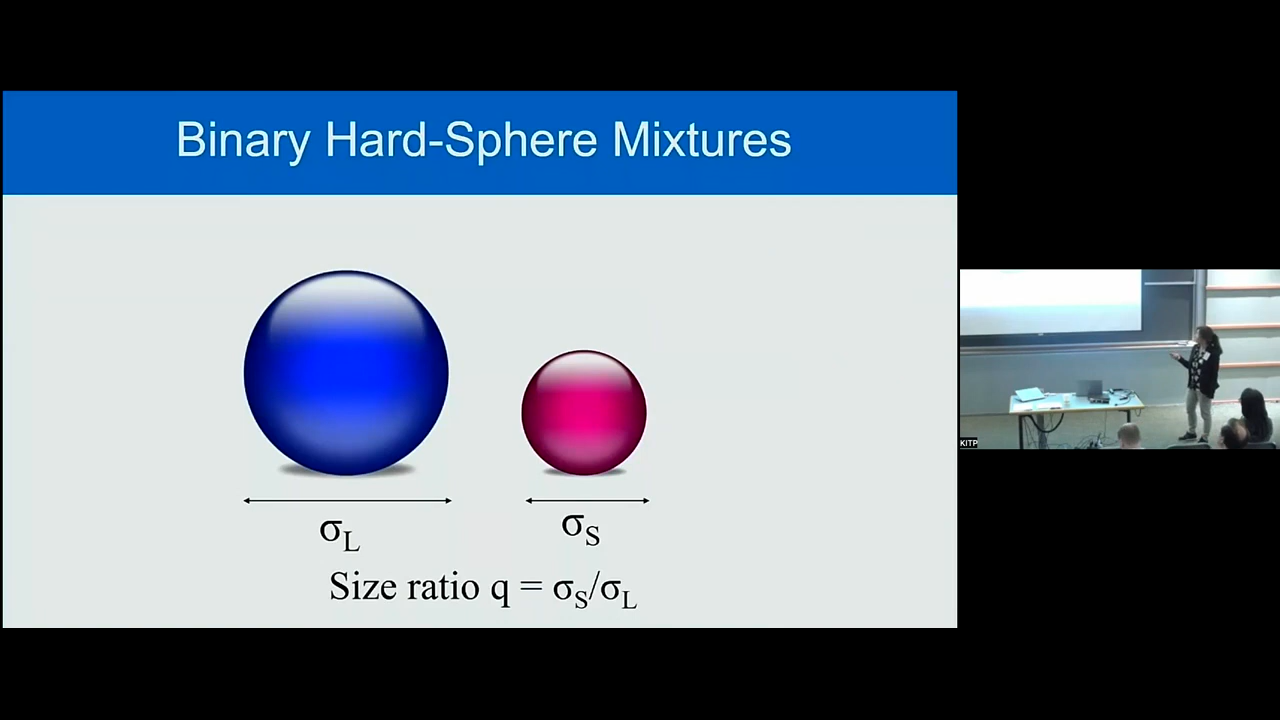 Binary Hard-Sphere Mixtures
σL
σS
Size ratio q = σS/σL
KITP